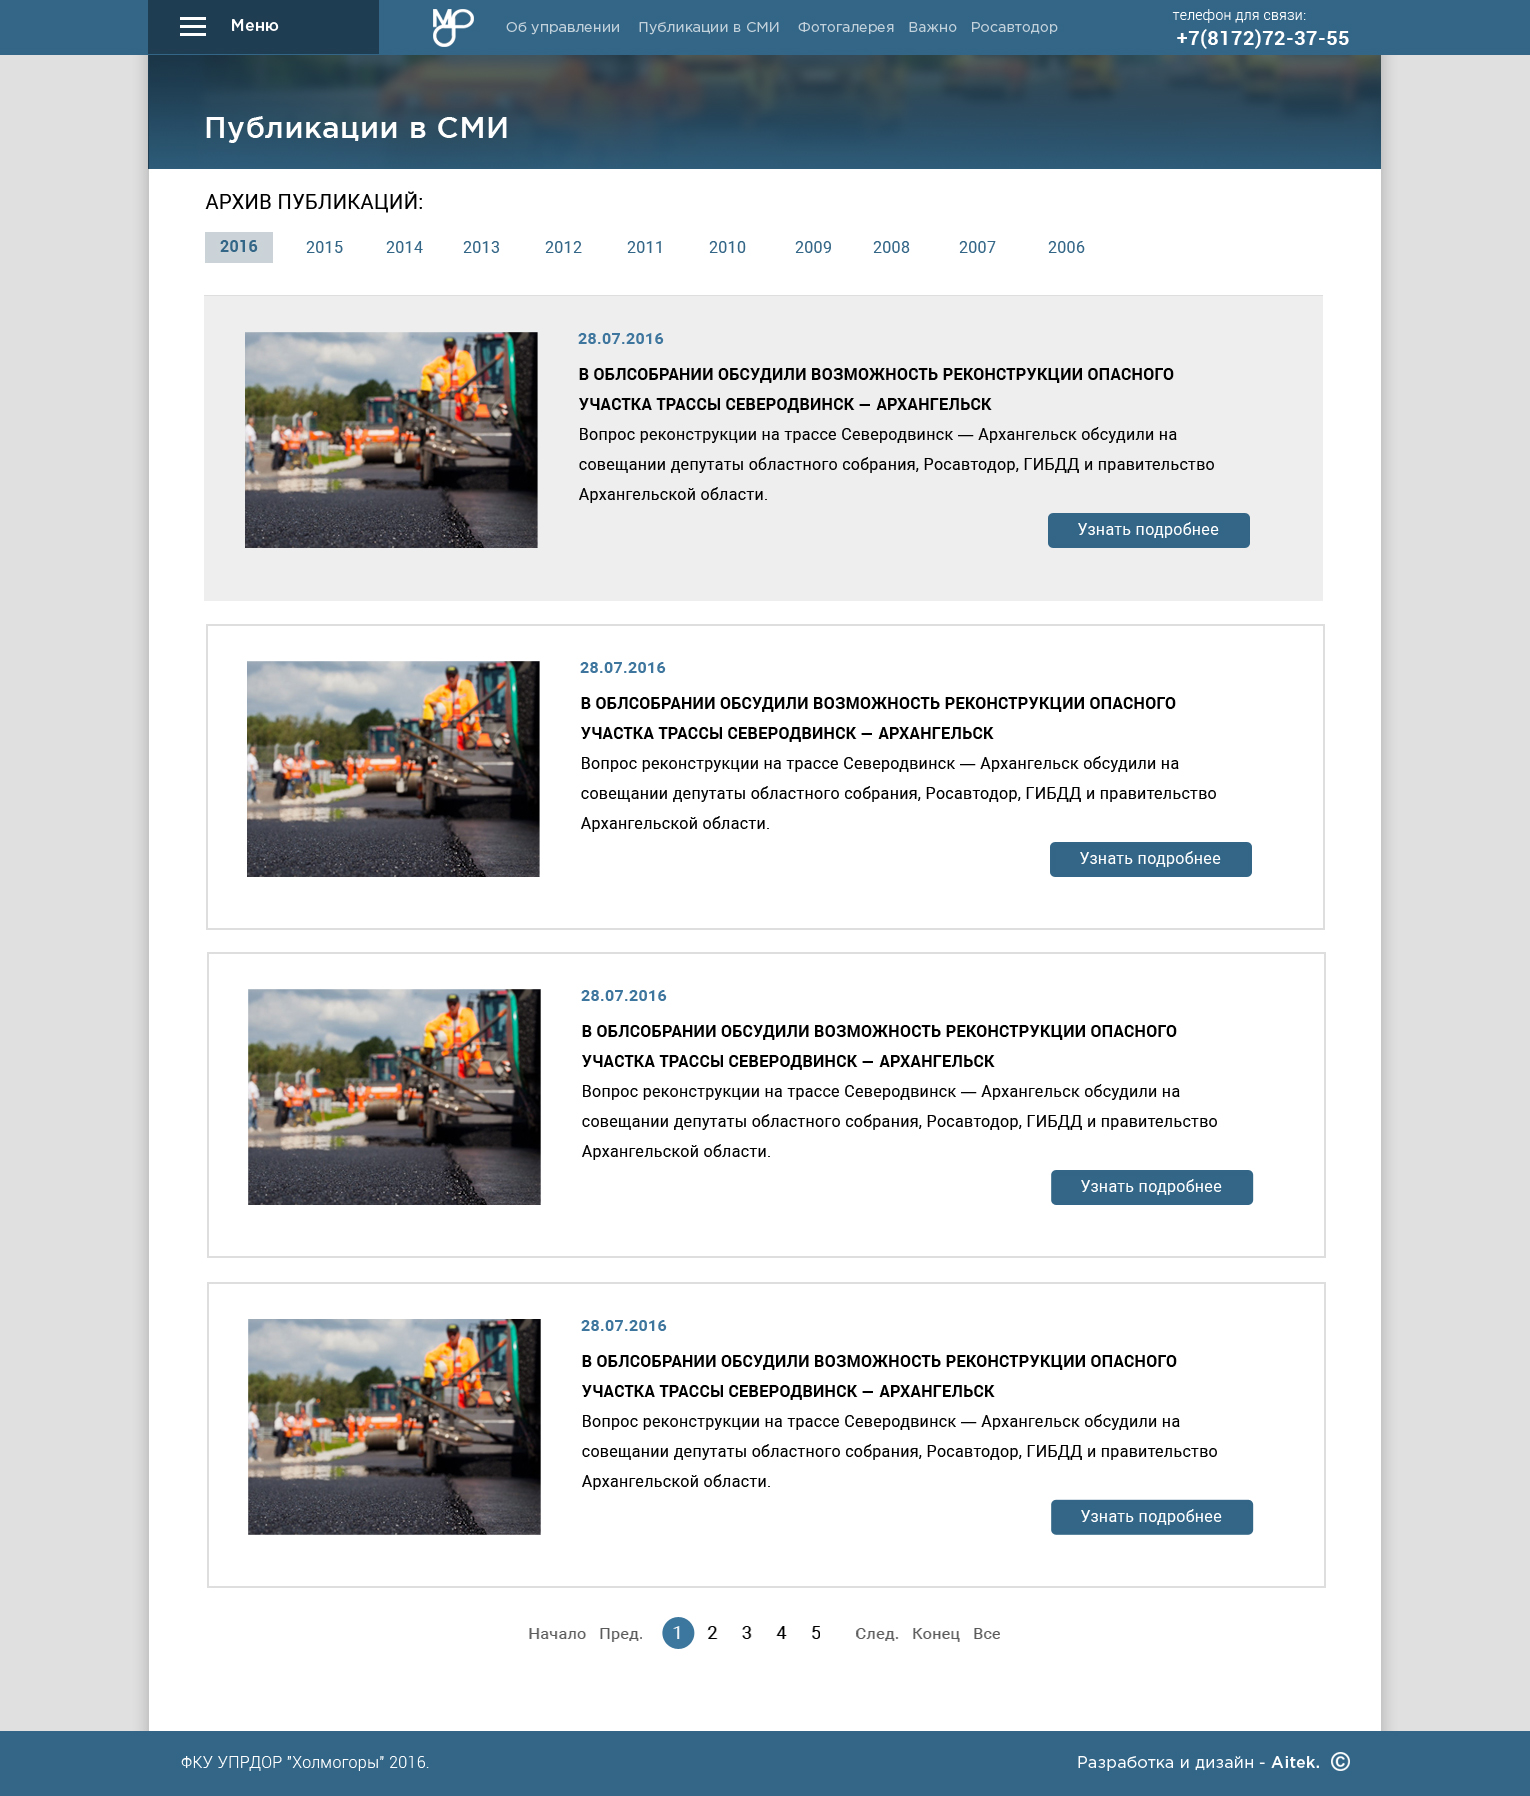 Меню
Об управлении Публикации в СМИ Фотогалерея Важно Росавтодор
телефон для связи:
+7(8172)72-37-55
Публикации в СМИ
АРХИВ ПУБЛИКАЦИЙ:
2016 2015 2014 2013 2012 2011 2010 2009 2008 2007 2006
28.07.2016
В ОБЛСОБРАНИИ ОБСУДИЛИ ВОЗМОЖНОСТЬ РЕКОНСТРУКЦИИ ОПАСНОГО
УЧАСТКА ТРАССЫ СЕВЕРОДВИНСК — АРХАНГЕЛЬСК
Вопрос реконструкции на трассе Северодвинск — Архангельск обсудили на
совещании депутаты областного собрания, Росавтодор, ГИБДД и правительство
Архангельской области.
Узнать подробнее
28.07.2016
В ОБЛСОБРАНИИ ОБСУДИЛИ ВОЗМОЖНОСТЬ РЕКОНСТРУКЦИИ ОПАСНОГО
УЧАСТКА ТРАССЫ СЕВЕРОДВИНСК — АРХАНГЕЛЬСК
Вопрос реконструкции на трассе Северодвинск — Архангельск обсудили на
совещании депутаты областного собрания, Росавтодор, ГИБДД и правительство
Архангельской области.
Узнать подробнее
28.07.2016
В ОБЛСОБРАНИИ ОБСУДИЛИ ВОЗМОЖНОСТЬ РЕКОНСТРУКЦИИ ОПАСНОГО
УЧАСТКА ТРАССЫ СЕВЕРОДВИНСК — АРХАНГЕЛЬСК
Вопрос реконструкции на трассе Северодвинск — Архангельск обсудили на
совещании депутаты областного собрания, Росавтодор, ГИБДД и правительство
Архангельской области.
Узнать подробнее
28.07.2016
В ОБЛСОБРАНИИ ОБСУДИЛИ ВОЗМОЖНОСТЬ РЕКОНСТРУКЦИИ ОПАСНОГО
УЧАСТКА ТРАССЫ СЕВЕРОДВИНСК — АРХАНГЕЛЬСК
Вопрос реконструкции на трассе Северодвинск — Архангельск обсудили на
совещании депутаты областного собрания, Росавтодор, ГИБДД и правительство
Архангельской области.
Узнать подробнее
Начало Пред. 1 2 3 4 5 След. Конец Все
ФКУ УПРДОР "Холмогоры" 2016.
Разработка и дизайн - Aitek. ©